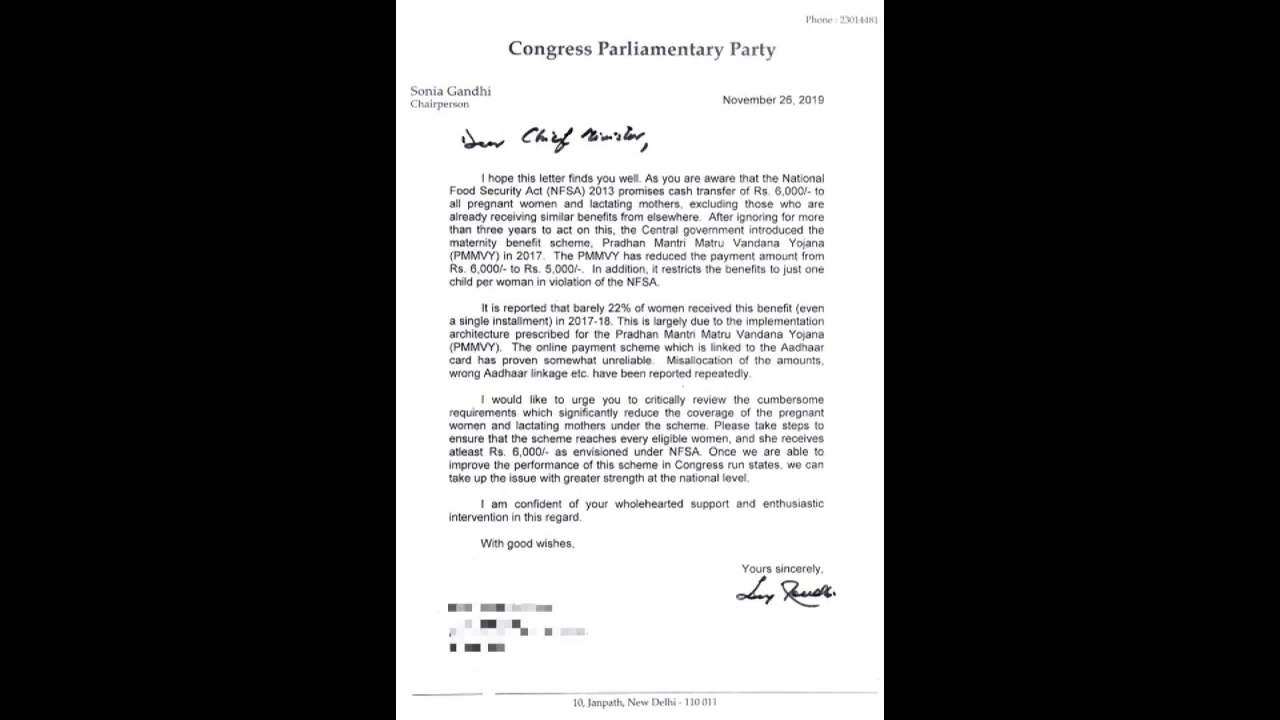 Phone : 23014481
Congress Parliamentary Party
Sonia Gandhi
Chairperson
November 26, 2019
Dear Chief Minister,
I hope this letter finds you well. As you are aware that the National
Food Security Act (NFSA) 2013 promises cash transfer of Rs. 6,000/- to
all pregnant women and lactating mothers, excluding those who are
already receiving similar benefits from elsewhere. After ignoring for more
than three years to act on this, the Central government introduced the
maternity benefit scheme, Pradhan Mantri Matru Vandana Yojana
(PMMVY) in 2017. The PMMVY has reduced the payment amount from
Rs. 6,000/- to Rs. 5,000/-. In addition, it restricts the benefits to just one
child per woman in violation of the NFSA.
It is reported that barely 22% of women received this benefit (even
a single installment) in 2017-18. This is largely due to the implementation
architecture prescribed for the Pradhan Mantri Matru Vandana Yojana
(PMMVY). The online payment scheme which is linked to the Aadhaar
card has proven somewhat unreliable. Misallocation of the amounts,
wrong Aadhaar linkage etc. have been reported repeatedly.
I would like to urge you to critically review the cumbersome
requirements which significantly reduce the coverage of the pregnant
women and lactating mothers under the scheme. Please take steps to
ensure that the scheme reaches every eligible women, and she receives
atleast Rs. 6,000/- as envisioned under NFSA. Once we are able to
improve the performance of this scheme in Congress run states, we can
take up the issue with greater strength at the national level.
I am confident of your wholehearted support and enthusiastic
intervention in this regard.
With good wishes,
Yours sincerely,
10, Janpath, New Delhi - 110 011